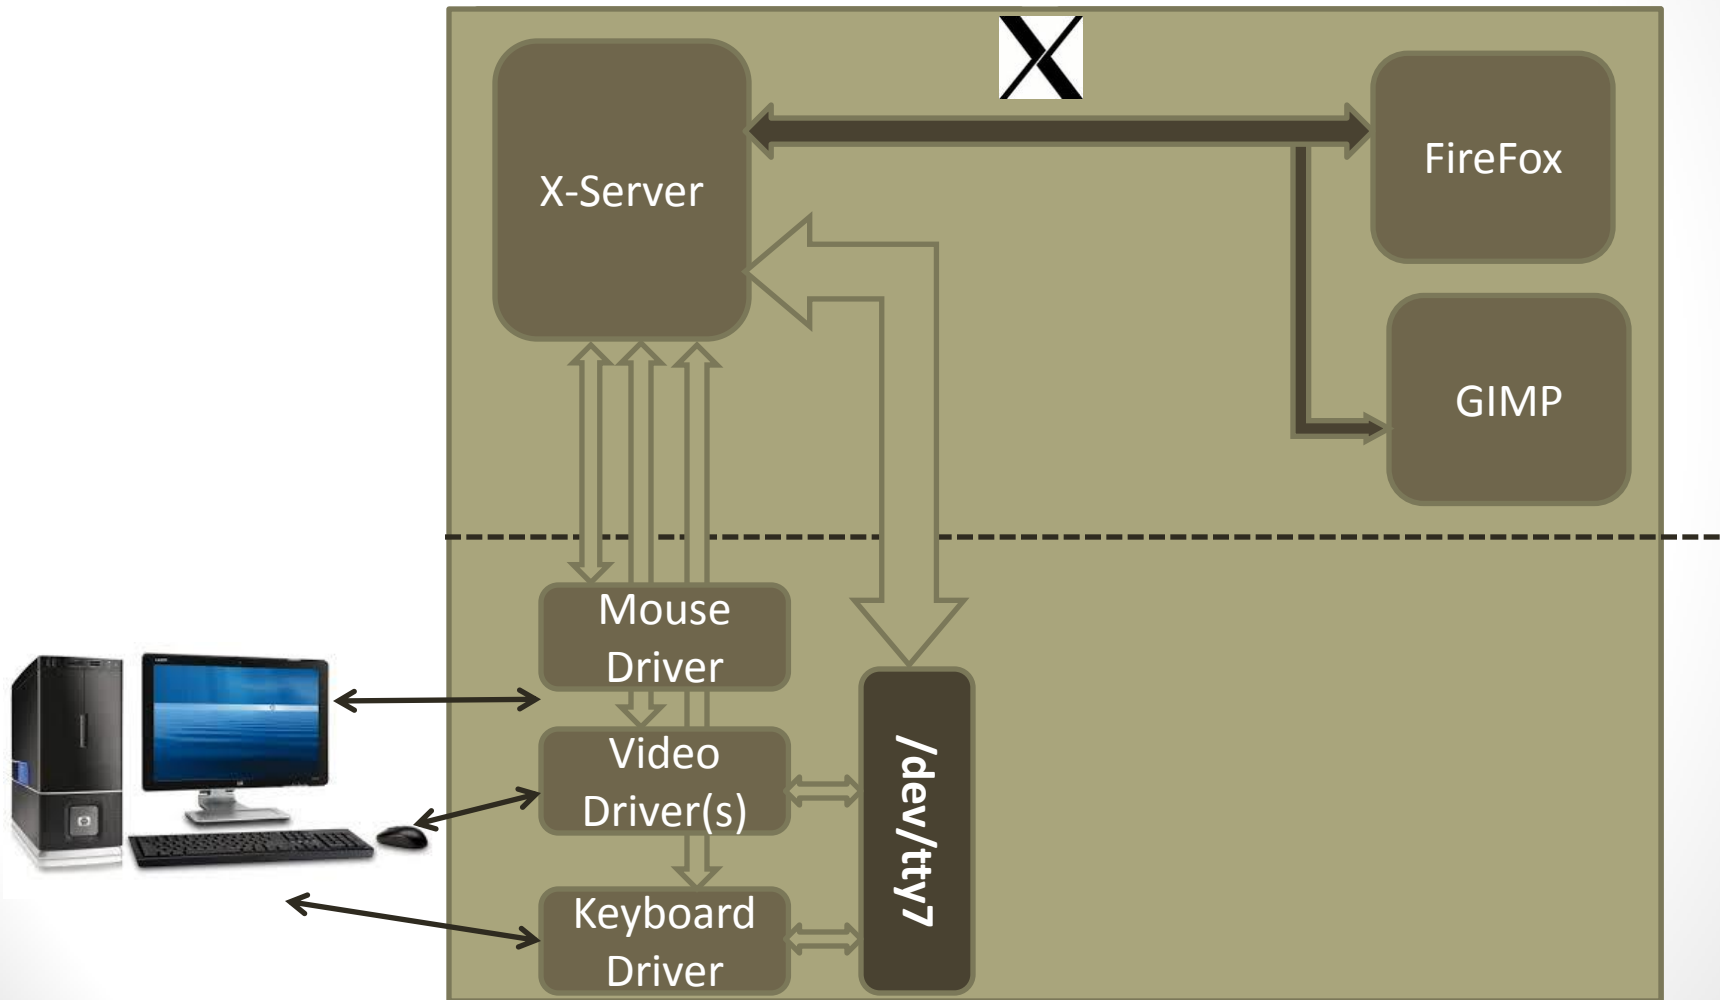 X
X-Server
FireFox
GIMP
Mouse
Driver
Video
Driver(s)
Keyboard
Driver
/dev/tty7